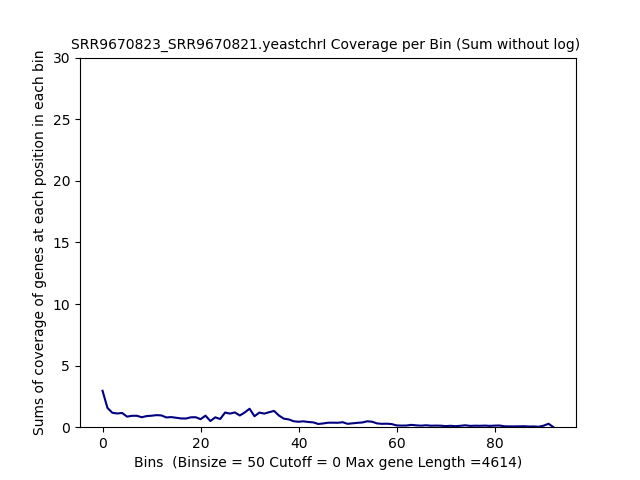 SRR9670823_SRR9670821.yeastchrI Coverage per Bin (Sum without log)
Sums of coverage of genes at each position in each bin
30
25
20
15
10
5
0
0 20 40 60 80
Bins  (Binsize = 50 Cutoff = 0 Max gene Length =4614)